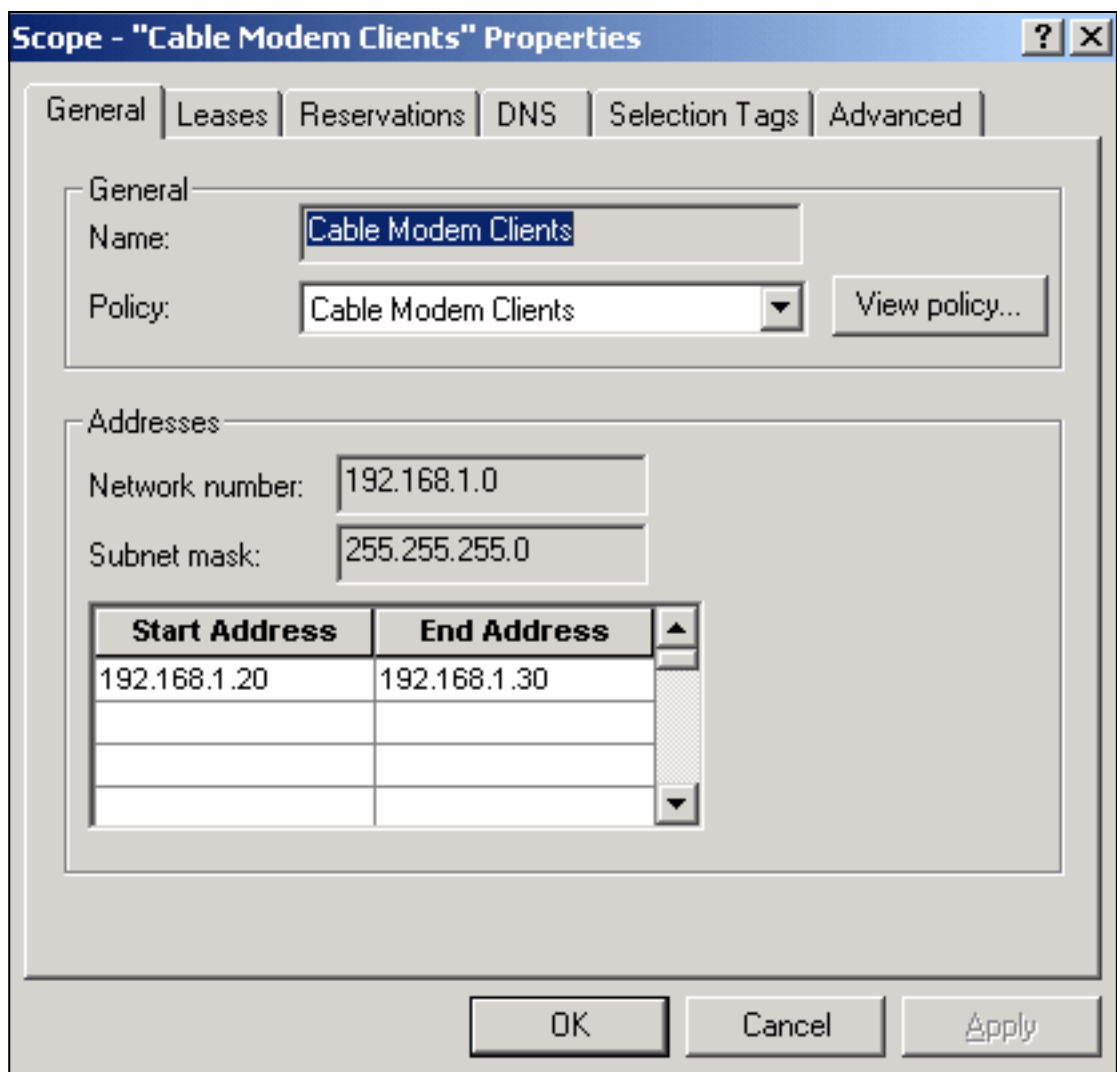 Scope - "Cable Modem Clients" Properties ? X
General Leases Reservations DNS Selection Tags Advanced
General
Name: Cable Modem Clients
Policy: Cable Modem Clients View policy...
Addresses
Network number: 192.168.1.0
Subnet mask: 255.255.255.0
Start Address End Address
192.168.1.20 192.168.1.30
OK Cancel Apply